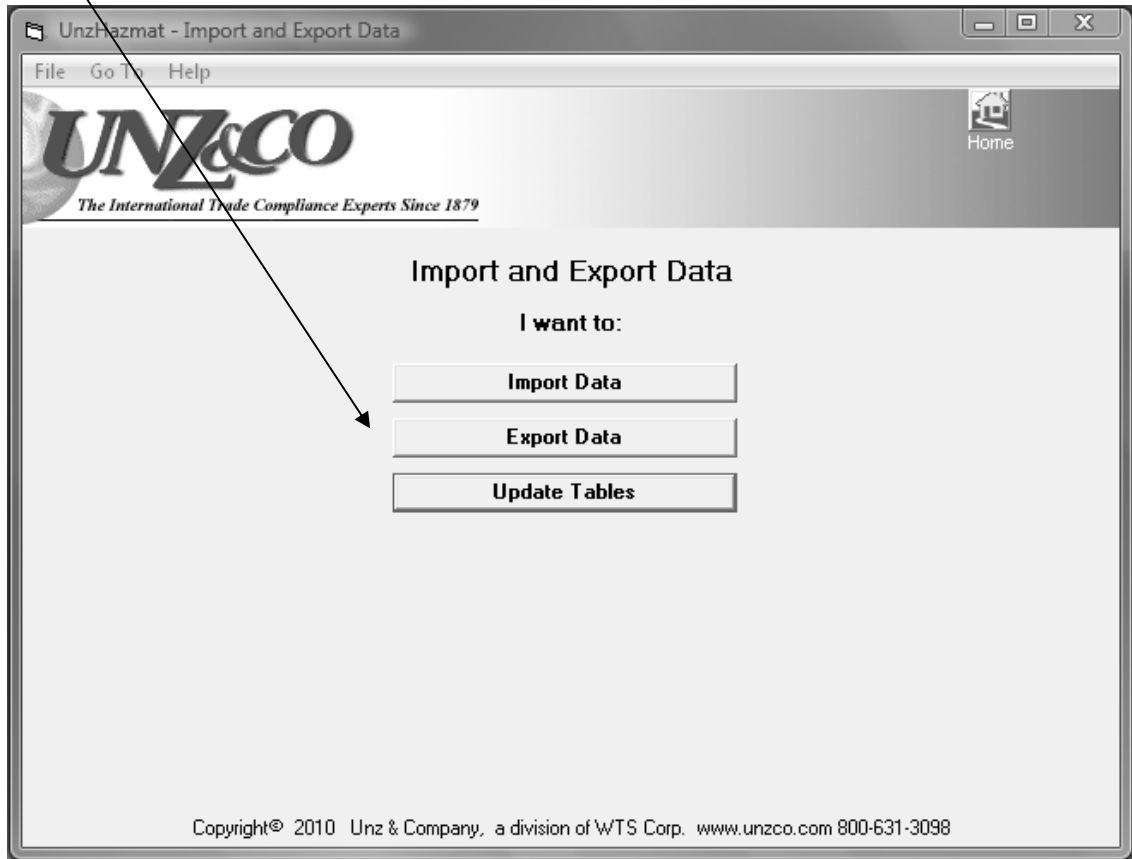 UnzHazmat - Import and Export Data
File Go To Help
UNZ&CO
Home
The International Trade Compliance Experts Since 1879
Import and Export Data
I want to:
Import Data
Export Data
Update Tables
Copyright© 2010 Unz & Company, a division of WTS Corp. www.unzco.com 800-631-3098